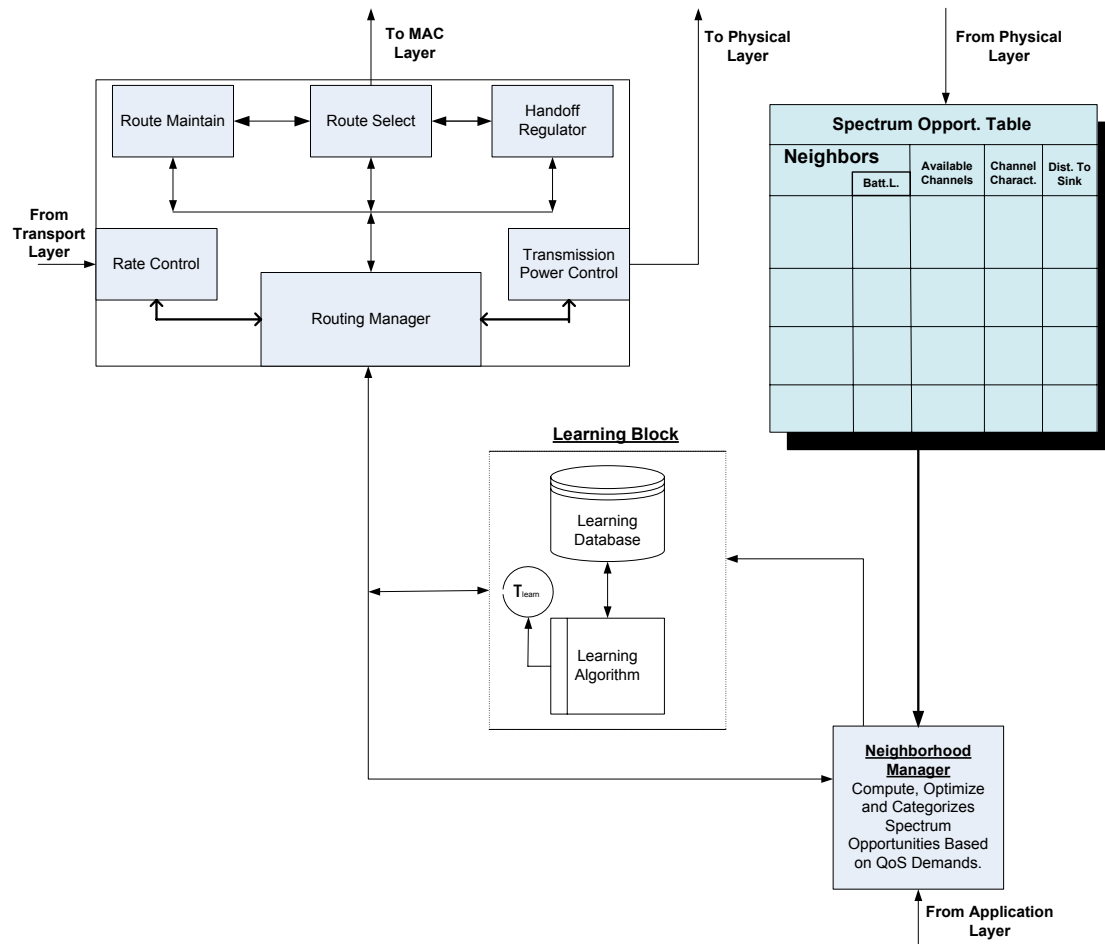 To MAC
Layer
To Physical
Layer
From Physical
Layer
Route Maintain
Route Select
Handoff
Regulator
From
Transport
Layer
Rate Control
Transmission
Power Control
Routing Manager
Spectrum Opport. Table
Neighbors
Batt.L.
Available
Channels
Channel
Charact.
Dist. To
Sink
Learning Block
Learning
Database
Tlearn
Learning
Algorithm
Neighborhood
Manager
Compute, Optimize
and Categorizes
Spectrum
Opportunities Based
on QoS Demands.
From Application
Layer